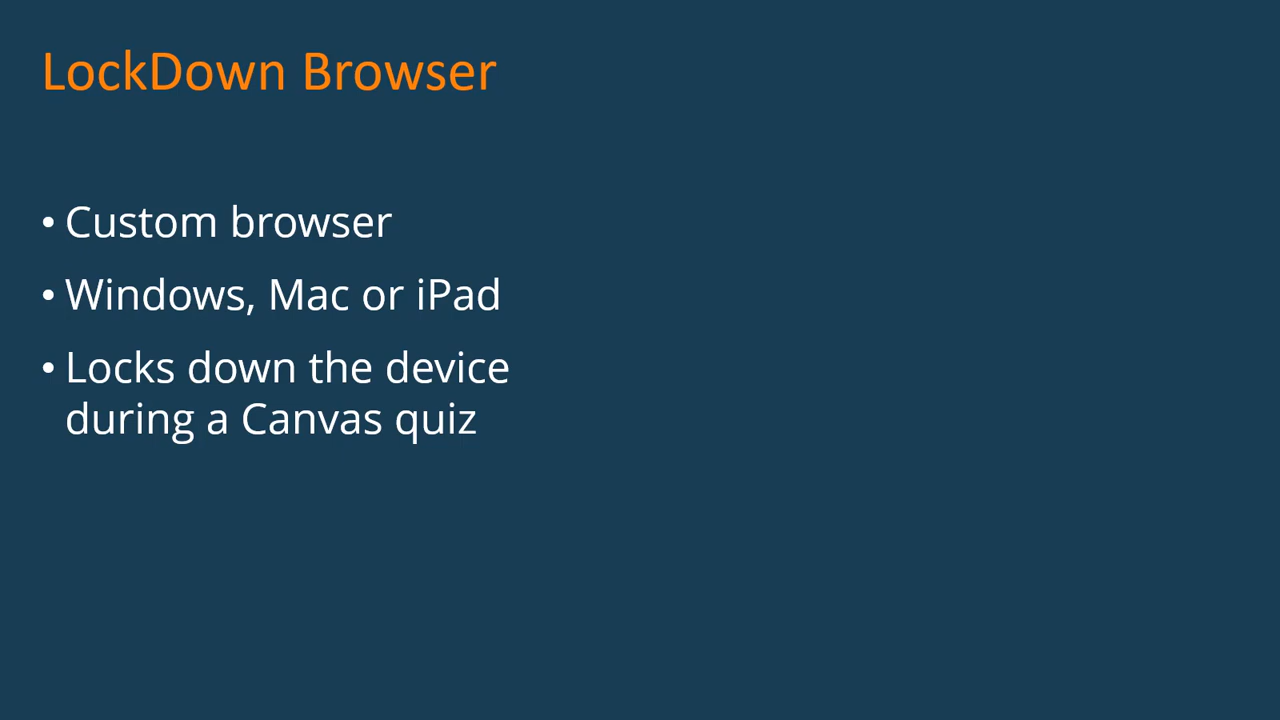 LockDown Browser
• Custom browser
• Windows, Mac or iPad
• Locks down the device
during a Canvas quiz